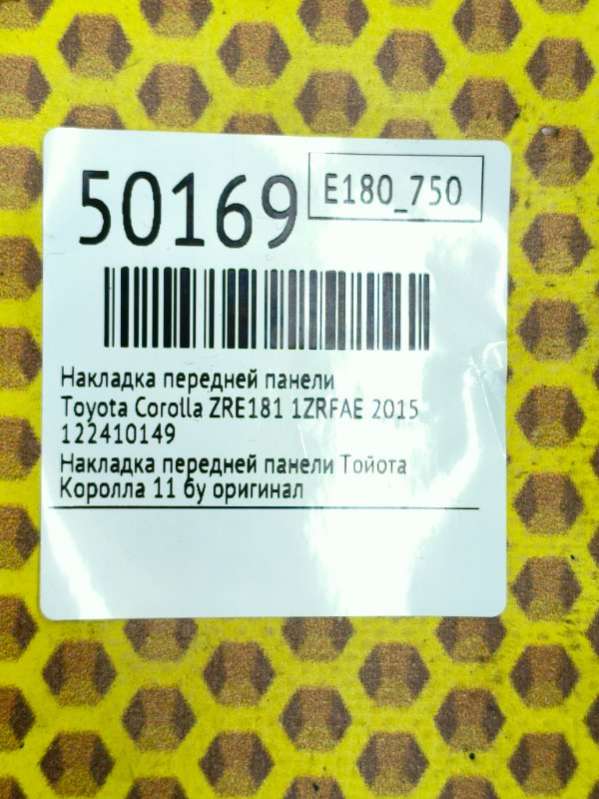 50169
E180_750
Накладка передней панели
Toyota Corolla ZRE181 1ZRFAE 2015
122410149
Накладка передней панели Тойота
Королла 11 бу оригинал